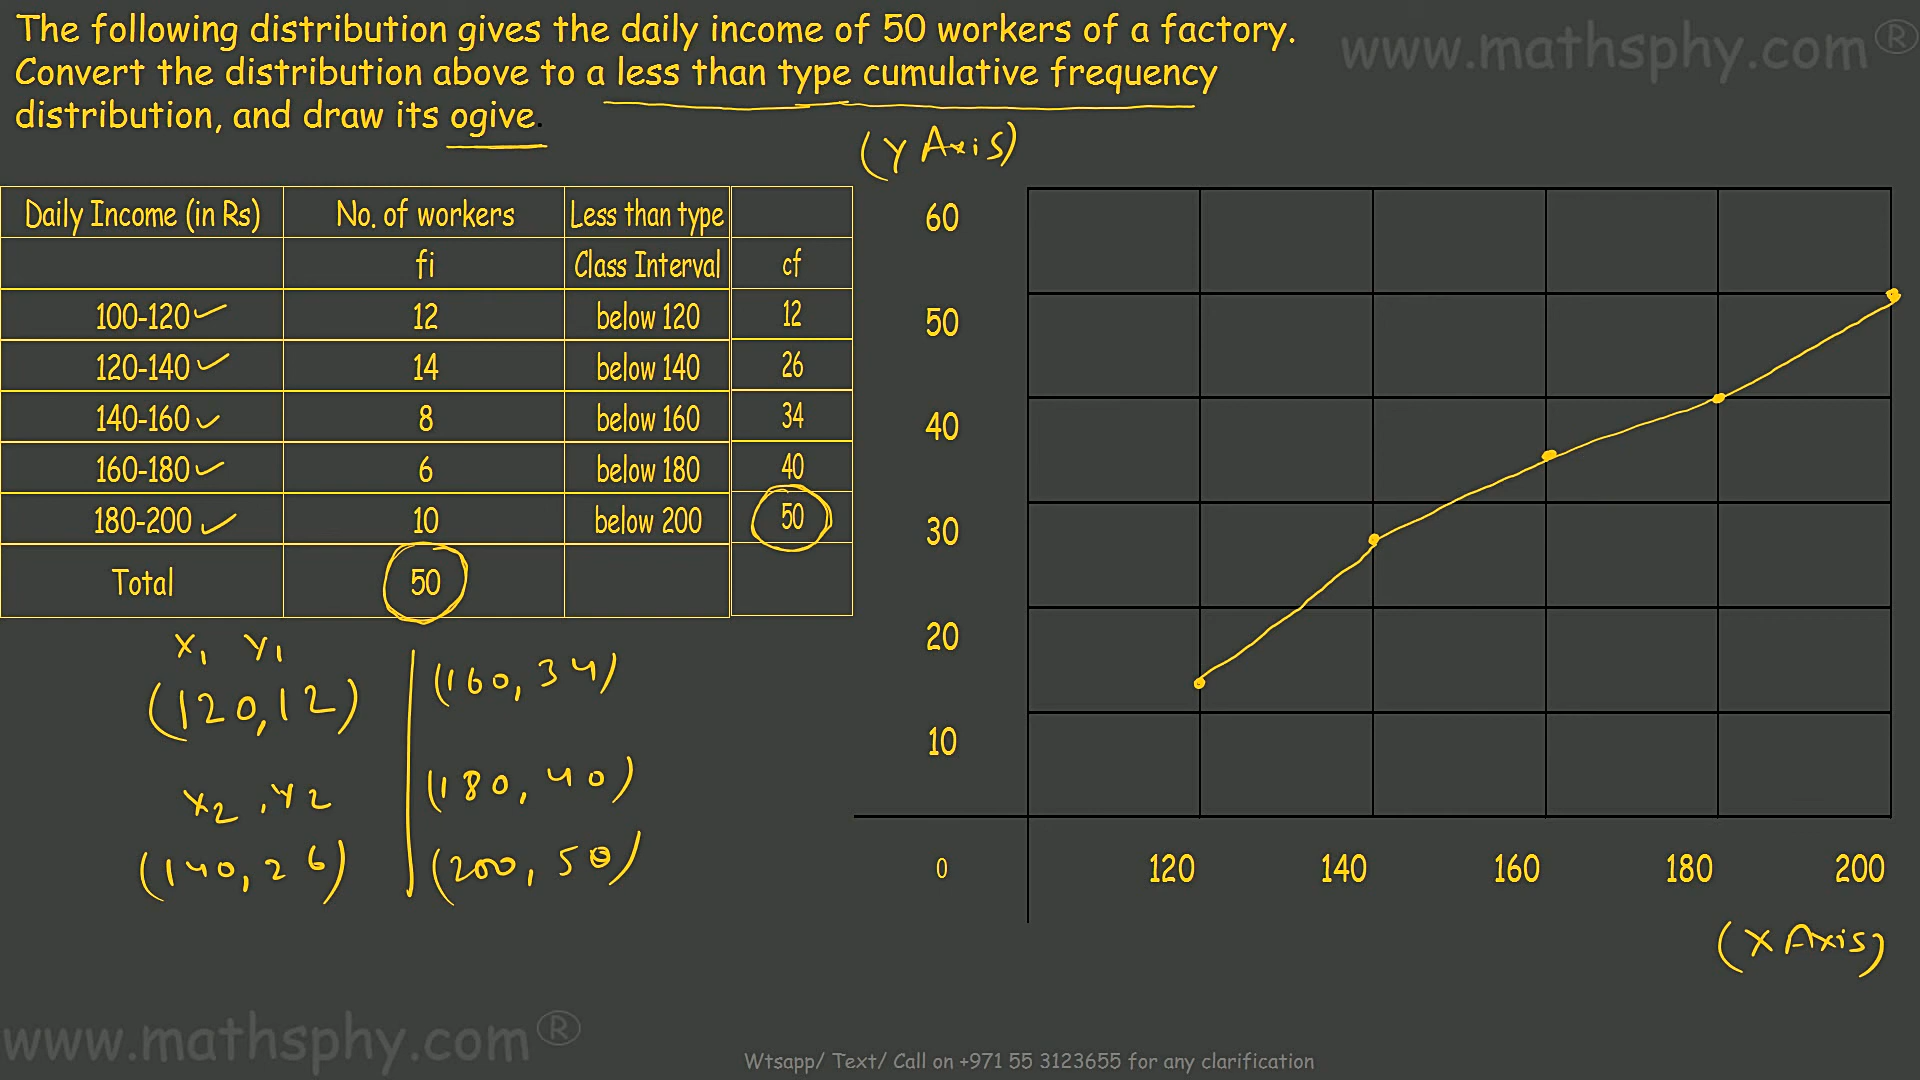 The following distribution gives the daily income of 50 workers of a factory.
Convert the distribution above to a less than type cumulative frequency
distribution, and draw its ogive.
www.mathsphy.com®
Daily Income (in Rs) No. of workers Less than type
fi Class Interval cf
100-120 12 below 120 12
120-140 14 below 140 26
140-160 8 below 160 34
160-180 6 below 180 40
180-200 10 below 200 50
Total 50
X1 Y1
(120,12)
X2 , Y2
(140,26)
(160,34)
(180,40)
(200,50)
(Y Axis)
60
50
40
30
20
10
0 120 140 160 180 200
(X Axis)
www.mathsphy.com®
Wtsapp/ Text/ Call on +971 55 3123655 for any clarification